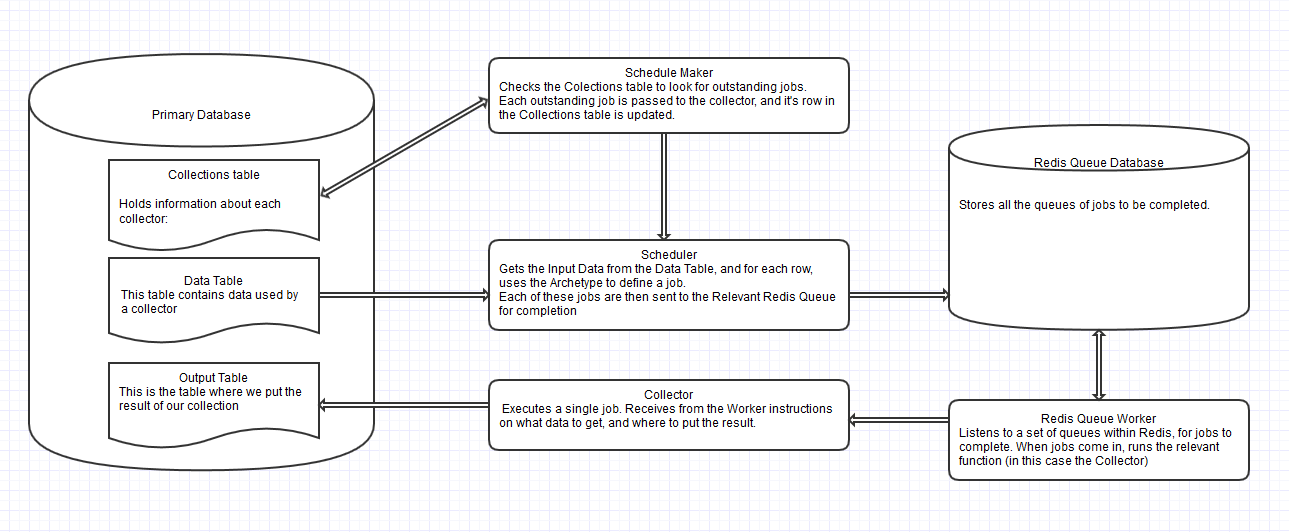 Primary Database
Collections table
Holds information about each
collector:
Data Table
This table contains data used by
a collector
Output Table
This is the table where we put the
result of our collection
Schedule Maker
Checks the Colections table to look for outstanding jobs.
Each outstanding job is passed to the collector, and it's row in
the Collections table is updated.
Scheduler
Gets the Input Data from the Data Table, and for each row,
uses the Archetype to define a job.
Each of these jobs are then sent to the Relevant Redis Queue
for completion
Collector
Executes a single job. Receives from the Worker instructions
on what data to get, and where to put the result.
Redis Queue Database
Stores all the queues of jobs to be completed.
Redis Queue Worker
Listens to a set of queues within Redis, for jobs to
complete. When jobs come in, runs the relevant
function (in this case the Collector)